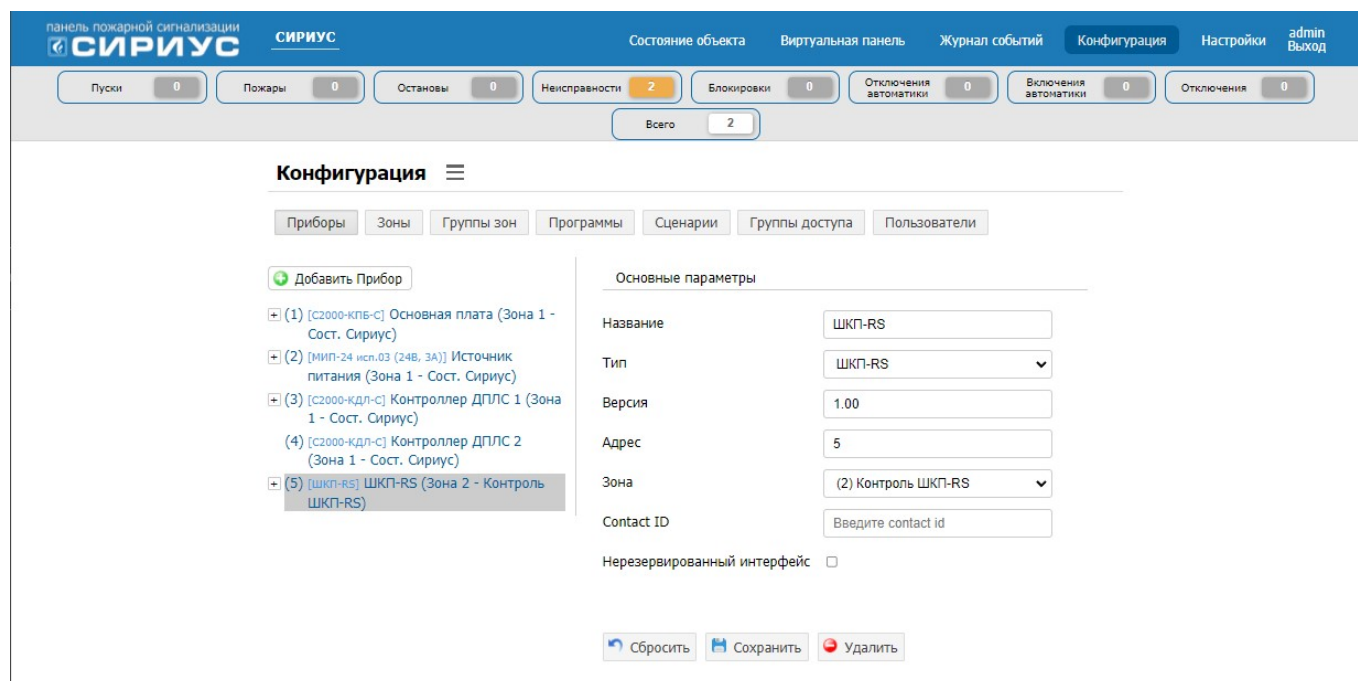 панель пожарной сигнализации
СИРИУС
СИРИУС
Состояние объекта Виртуальная панель Журнал событий Конфигурация Настройки admin
Выход
Пуски 0 Пожары 0 Остановы 0 Неисправности 2 Блокировки 0 Отключения автоматики 0 Включения автоматики 0 Отключения 0
Всего 2
Конфигурация
Приборы Зоны Группы зон Программы Сценарии Группы доступа Пользователи
Добавить Прибор
(1) [С2000-КПБ-С] Основная плата (Зона 1 -
Сост. Сириус)
(2) [МИП-24 исп.03 (24В, 3А)] Источник
питания (Зона 1 - Сост. Сириус)
(3) [С2000-КДЛ-С] Контроллер ДПЛС 1 (Зона
1 - Сост. Сириус)
(4) [С2000-КДЛ-С] Контроллер ДПЛС 2
(Зона 1 - Сост. Сириус)
(5) [ШКП-RS] ШКП-RS (Зона 2 - Контроль
ШКП-RS)
Основные параметры
Название ШКП-RS
Тип ШКП-RS
Версия 1.00
Адрес 5
Зона (2) Контроль ШКП-RS
Contact ID Введите contact id
Нерезервированный интерфейс
Сбросить Сохранить Удалить